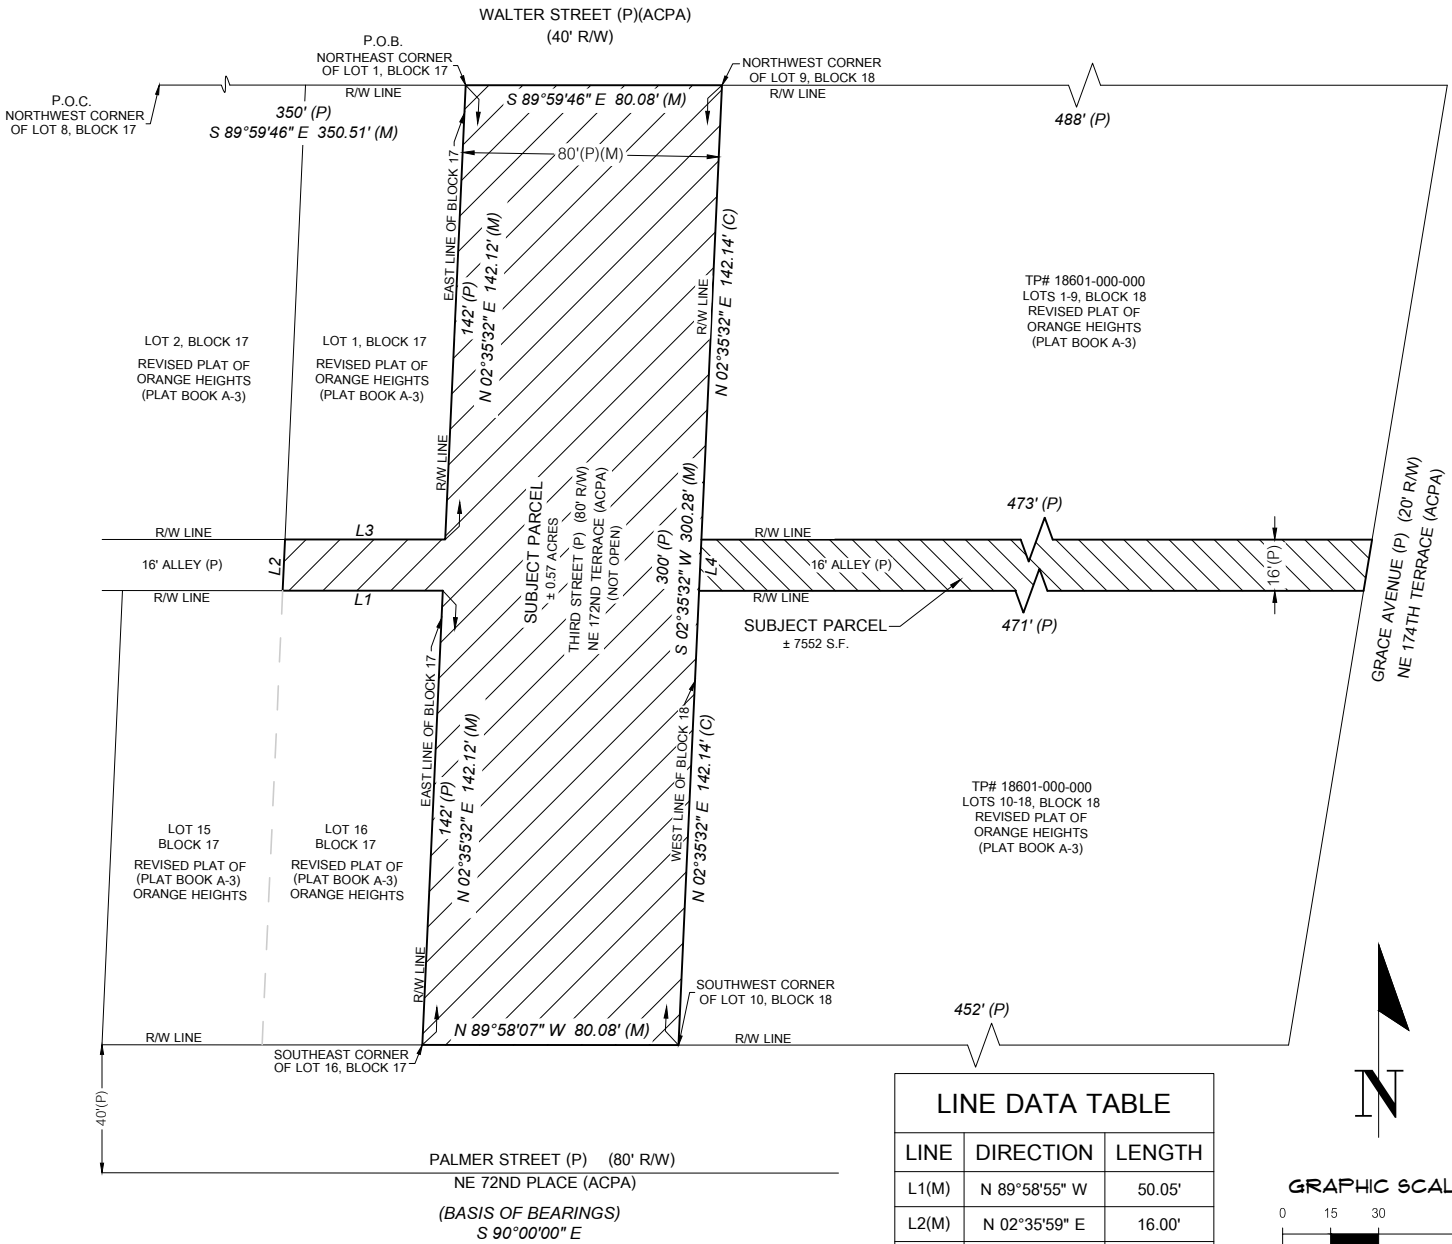 WALTER STREET (P)(ACPA)
(40' R/W)
P.O.B.
NORTHEAST CORNER
OF LOT 1, BLOCK 17
NORTHWEST CORNER
OF LOT 9, BLOCK 18
P.O.C.
NORTHWEST CORNER
OF LOT 8, BLOCK 17
R/W LINE
R/W LINE
350' (P)
S 89°59'46" E 350.51' (M)
S 89°59'46" E 80.08' (M)
488' (P)
80'(P)(M)
EAST LINE OF BLOCK 17
142' (P)
N 02°35'32" E 142.12' (M)
R/W LINE
R/W LINE
N 02°35'32" E 142.14' (C)
TP# 18601-000-000
LOTS 1-9, BLOCK 18
REVISED PLAT OF
ORANGE HEIGHTS
(PLAT BOOK A-3)
LOT 2, BLOCK 17
REVISED PLAT OF
ORANGE HEIGHTS
(PLAT BOOK A-3)
LOT 1, BLOCK 17
REVISED PLAT OF
ORANGE HEIGHTS
(PLAT BOOK A-3)
SUBJECT PARCEL
± 0.57 ACRES
THIRD STREET (P) (80' R/W)
NE 172ND TERRACE (ACPA)
(NOT OPEN)
300' (P)
S 02°35'32" W 300.28' (M)
473' (P)
R/W LINE
L3
R/W LINE
16' ALLEY (P)
L2
L4
16' ALLEY (P)
16'(P)
R/W LINE
L1
R/W LINE
SUBJECT PARCEL
± 7552 S.F.
471' (P)
GRACE AVENUE (P) (20' R/W)
NE 174TH TERRACE (ACPA)
EAST LINE OF BLOCK 17
142' (P)
N 02°35'32" E 142.12' (M)
R/W LINE
WEST LINE OF BLOCK 18
N 02°35'32" E 142.14' (C)
TP# 18601-000-000
LOTS 10-18, BLOCK 18
REVISED PLAT OF
ORANGE HEIGHTS
(PLAT BOOK A-3)
LOT 15
BLOCK 17
REVISED PLAT OF
(PLAT BOOK A-3)
ORANGE HEIGHTS
LOT 16
BLOCK 17
REVISED PLAT OF
(PLAT BOOK A-3)
ORANGE HEIGHTS
SOUTHWEST CORNER
OF LOT 10, BLOCK 18
452' (P)
N 89°58'07" W 80.08' (M)
R/W LINE
R/W LINE
SOUTHEAST CORNER
OF LOT 16, BLOCK 17
40'(P)
PALMER STREET (P) (80' R/W)
NE 72ND PLACE (ACPA)
(BASIS OF BEARINGS)
S 90°00'00" E
LINE DATA TABLE
LINE DIRECTION LENGTH
L1(M) N 89°58'55" W 50.05'
L2(M) N 02°35'59" E 16.00'
N
GRAPHIC SCAL
0 15 30